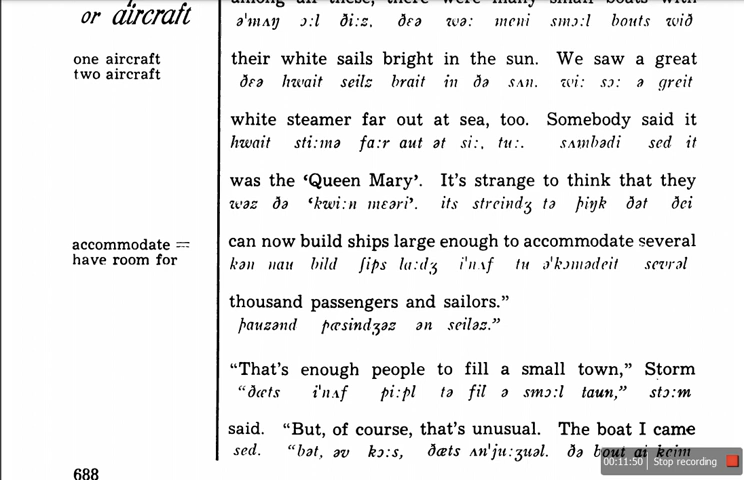 or aircraft
one aircraft
two aircraft
accommodate =
have room for
among all these, there were many small boats with
ə'mʌŋ ɔ:l ði:z, ðɛə wə: meni smɔ:l bouts wið
their white sails bright in the sun. We saw a great
ðɛə hwait seilz brait in ðə sʌn. wi: sɔ: ə greit
white steamer far out at sea, too. Somebody said it
hwait sti:mə fa:r aut ət si:, tu:. sʌmbədi sed it
was the ‘Queen Mary’. It's strange to think that they
wəz ðə ‘kwi:n mɛəri’. its streindʒ tə þiŋk ðət ðei
can now build ships large enough to accommodate several
kən nau bild ʃips la:dʒ i'nʌf tu ə'kɔmədeit sevrəl
thousand passengers and sailors.”
þauzənd pæsindʒəz ən seiləz.”
“That's enough people to fill a small town,” Storm
“ðæts i'nʌf pi:pl tə fil ə smɔ:l taun,” stɔ:m
said. “But, of course, that's unusual. The boat I came
sed. “bət, əv kɔ:s, ðæts ʌn'ju:ʒuəl. ðə bout ai keim
688
00:11:50 Stop recording